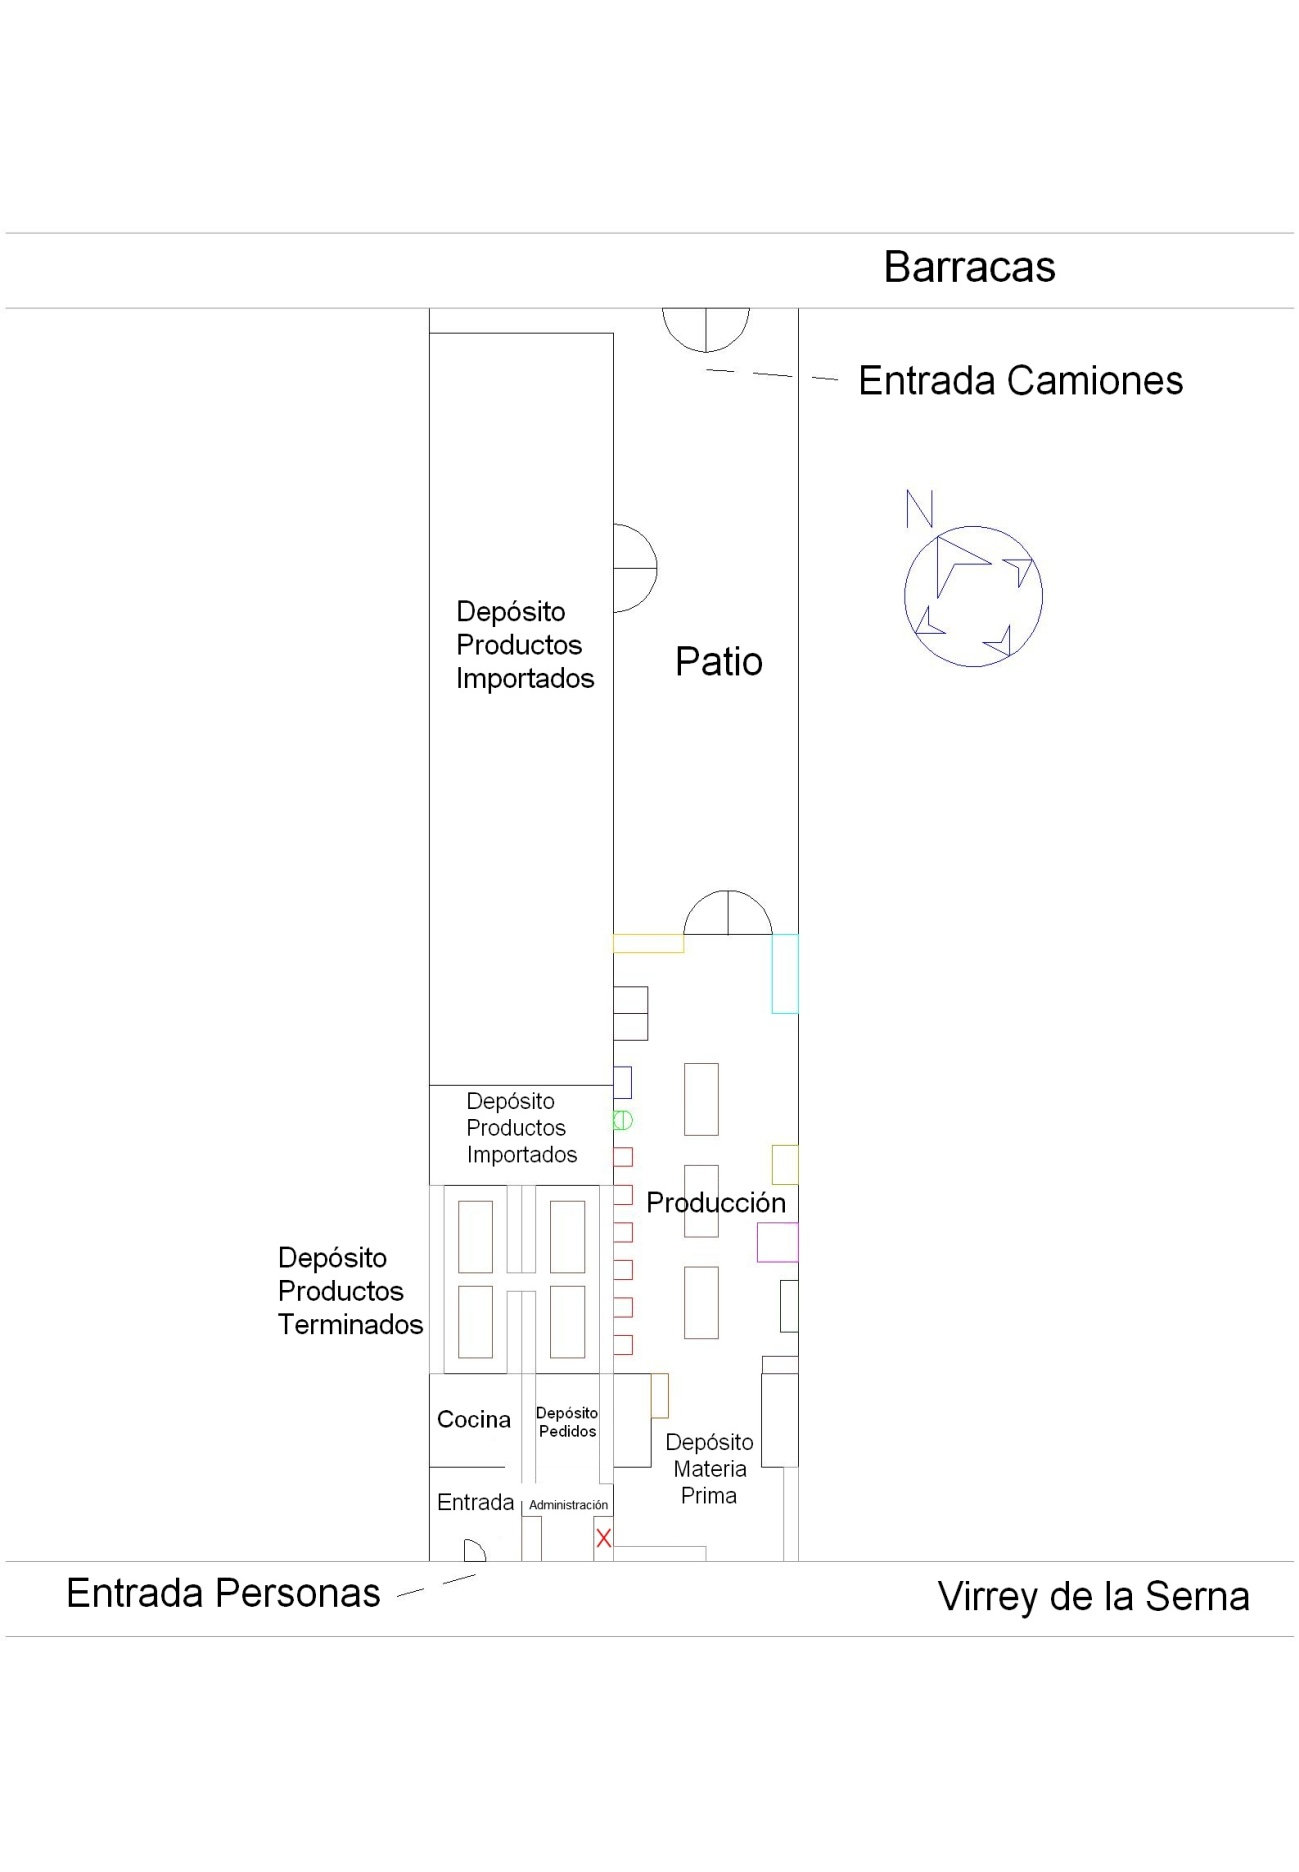 Barracas
Entrada Camiones
N
Depósito
Productos
Importados
Patio
Depósito
Productos
Importados
Producción
Depósito
Productos
Terminados
Cocina
Depósito
Pedidos
Depósito
Materia
Prima
Entrada
Administración
X
Entrada Personas
Virrey de la Serna